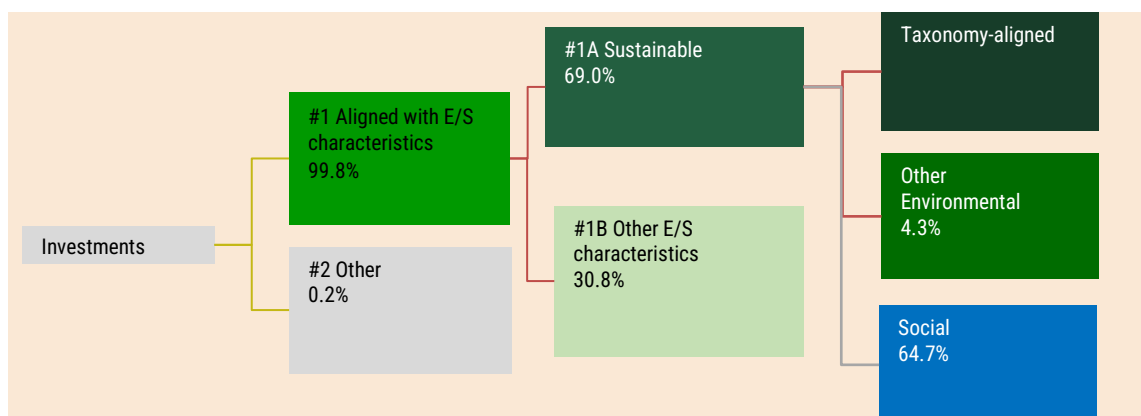 Investments
#1 Aligned with E/S
characteristics
99.8%
#2 Other
0.2%
#1A Sustainable
69.0%
#1B Other E/S
characteristics
30.8%
Taxonomy-aligned
Other
Environmental
4.3%
Social
64.7%